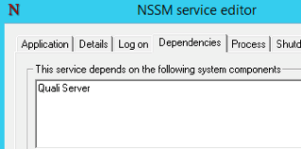 N NSSM service editor
Application Details Log on Dependencies Process Shutd
This service depends on the following system components
Quali Server